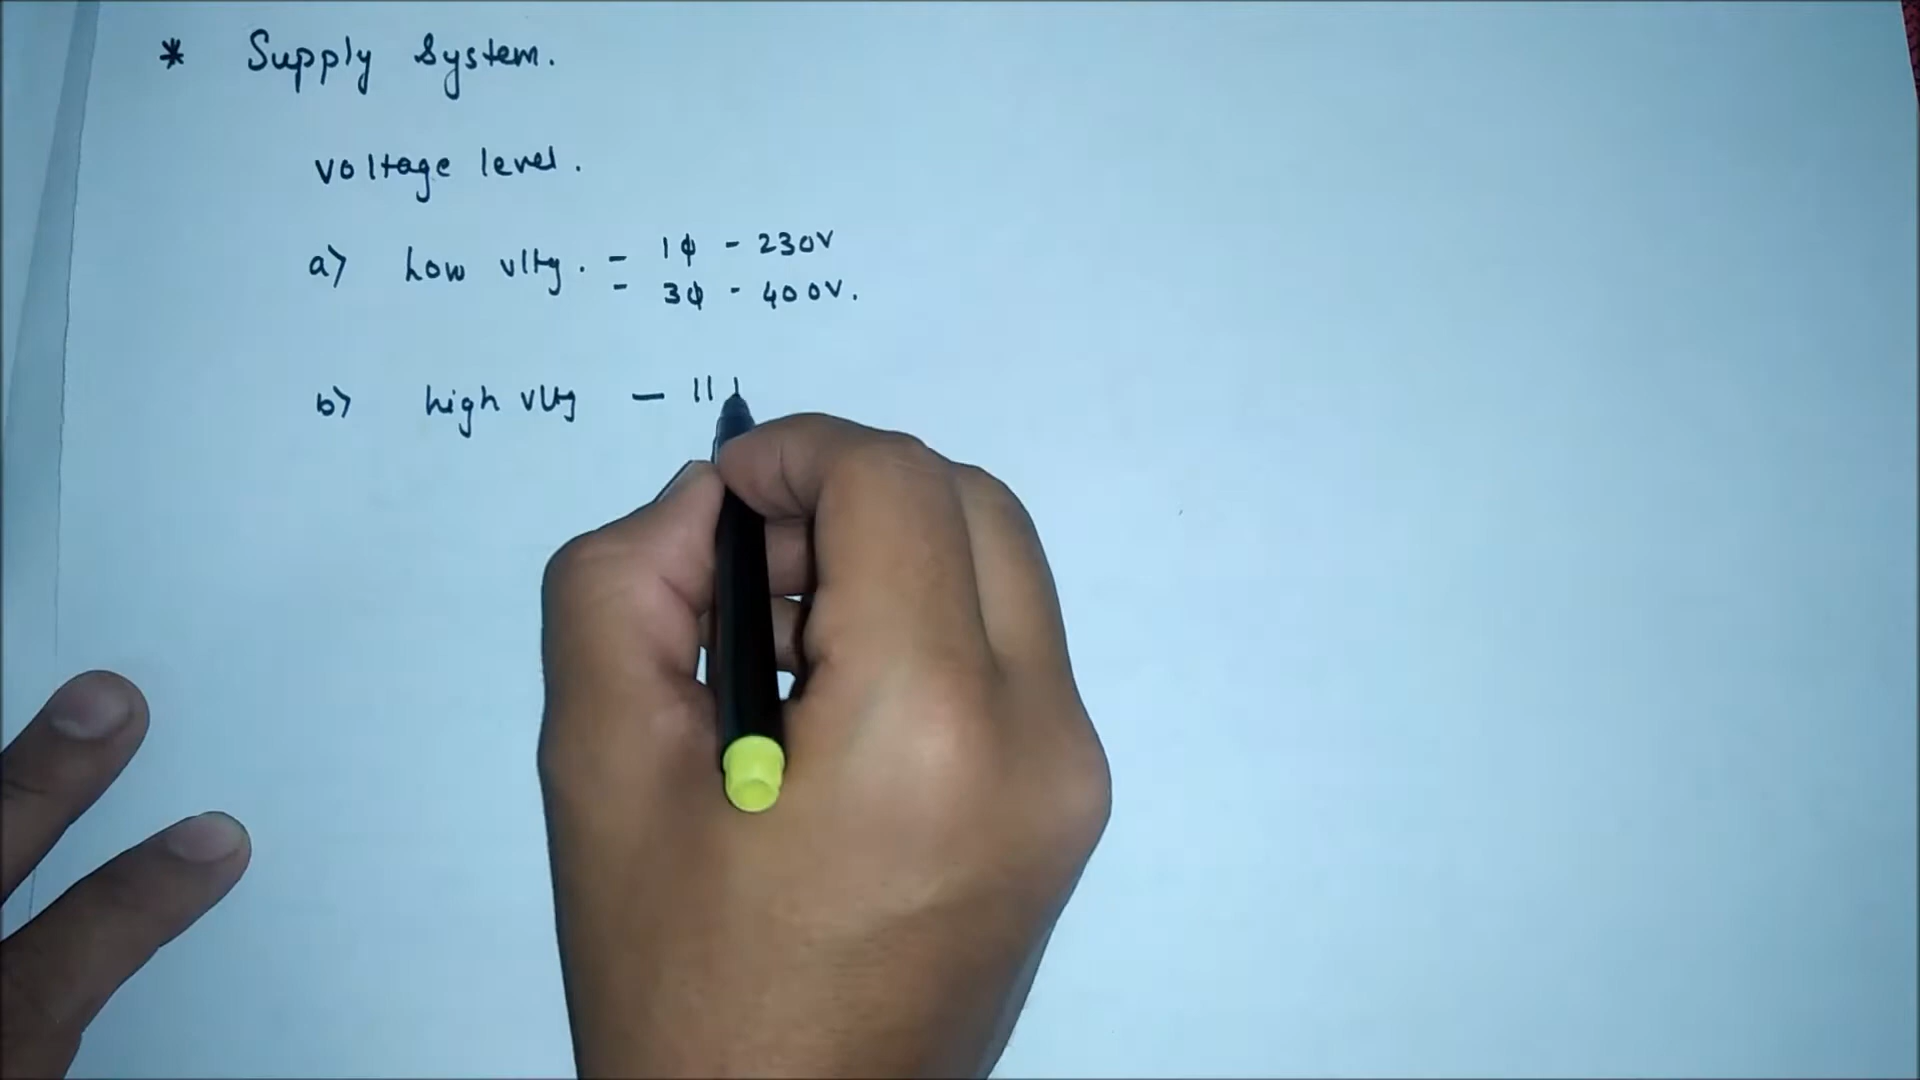 * Supply System.
voltage level.
a) Low vltg. - 1φ - 230V
- 3φ - 400V.
b) high vltg - 11